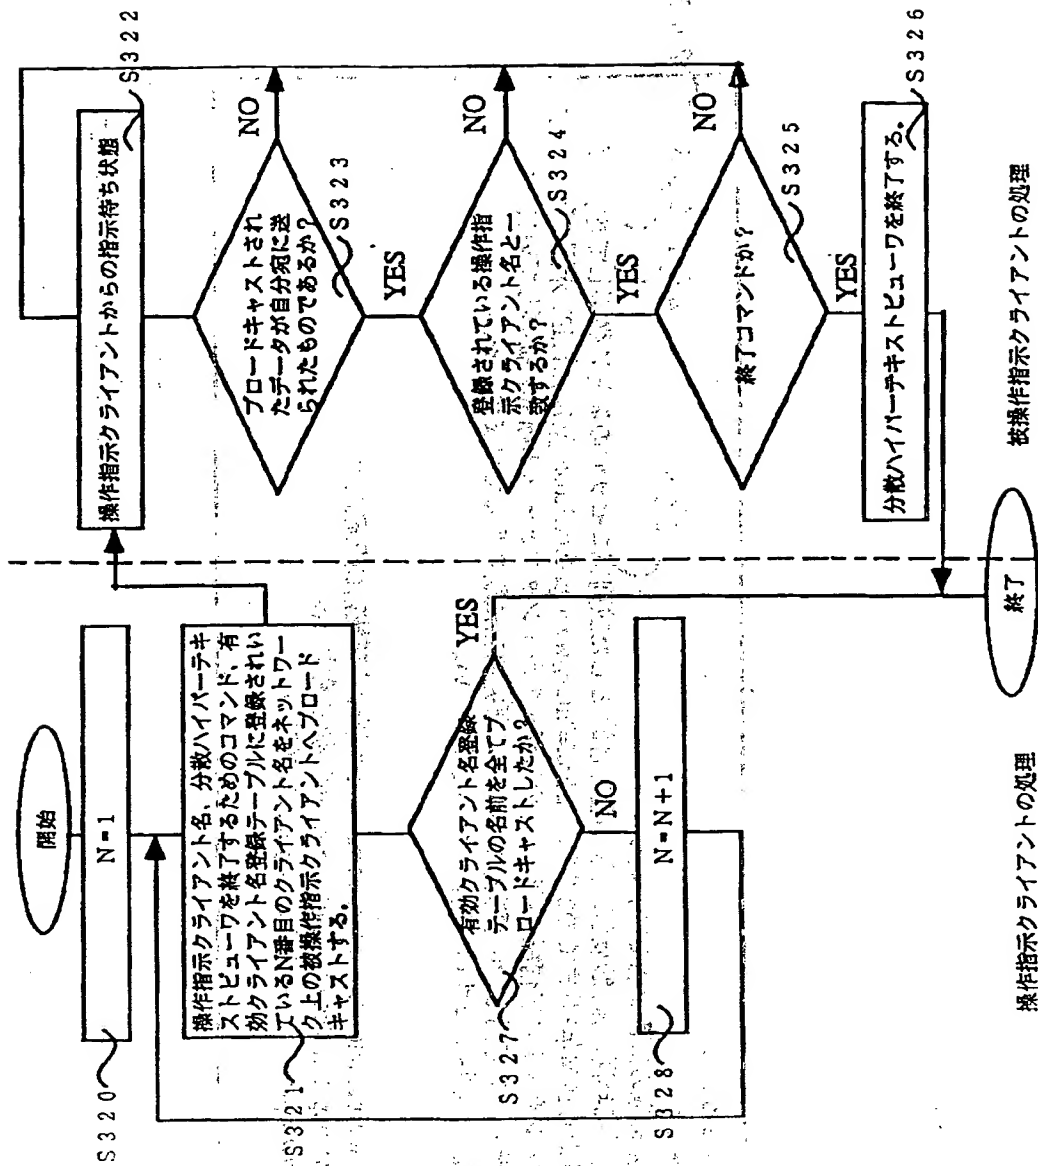 開始
S320
N=1
S321
操作指示クライアント名、分散ハイパーテキ
ストビューワを終了するためのコマンド、有
効クライアント名登録テーブルに登録されい
ているN番目のクライアント名をネットワー
ク上の被操作指示クライアントへブロード
キャストする。
S327
有効クライアント名登録
テーブルの名前を全てブ
ロードキャストしたか?
YES
NO
S328
N=N+1
操作指示クライアントの処理
操作指示クライアントからの指示待ち状態
S322
ブロードキャストされ
たデータが自分宛に送
られたものであるか?
NO
S323
YES
登録されている操作指
示クライアント名と一
致するか?
NO
S324
YES
終了コマンドか?
NO
S325
YES
分散ハイパーテキストビューワを終了する。
S326
終了
被操作指示クライアントの処理